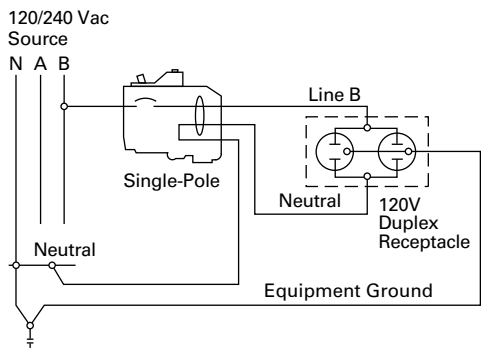 120/240 Vac
Source
N A B
Line B
Single-Pole
Neutral
120V
Duplex
Receptacle
Neutral
Equipment Ground